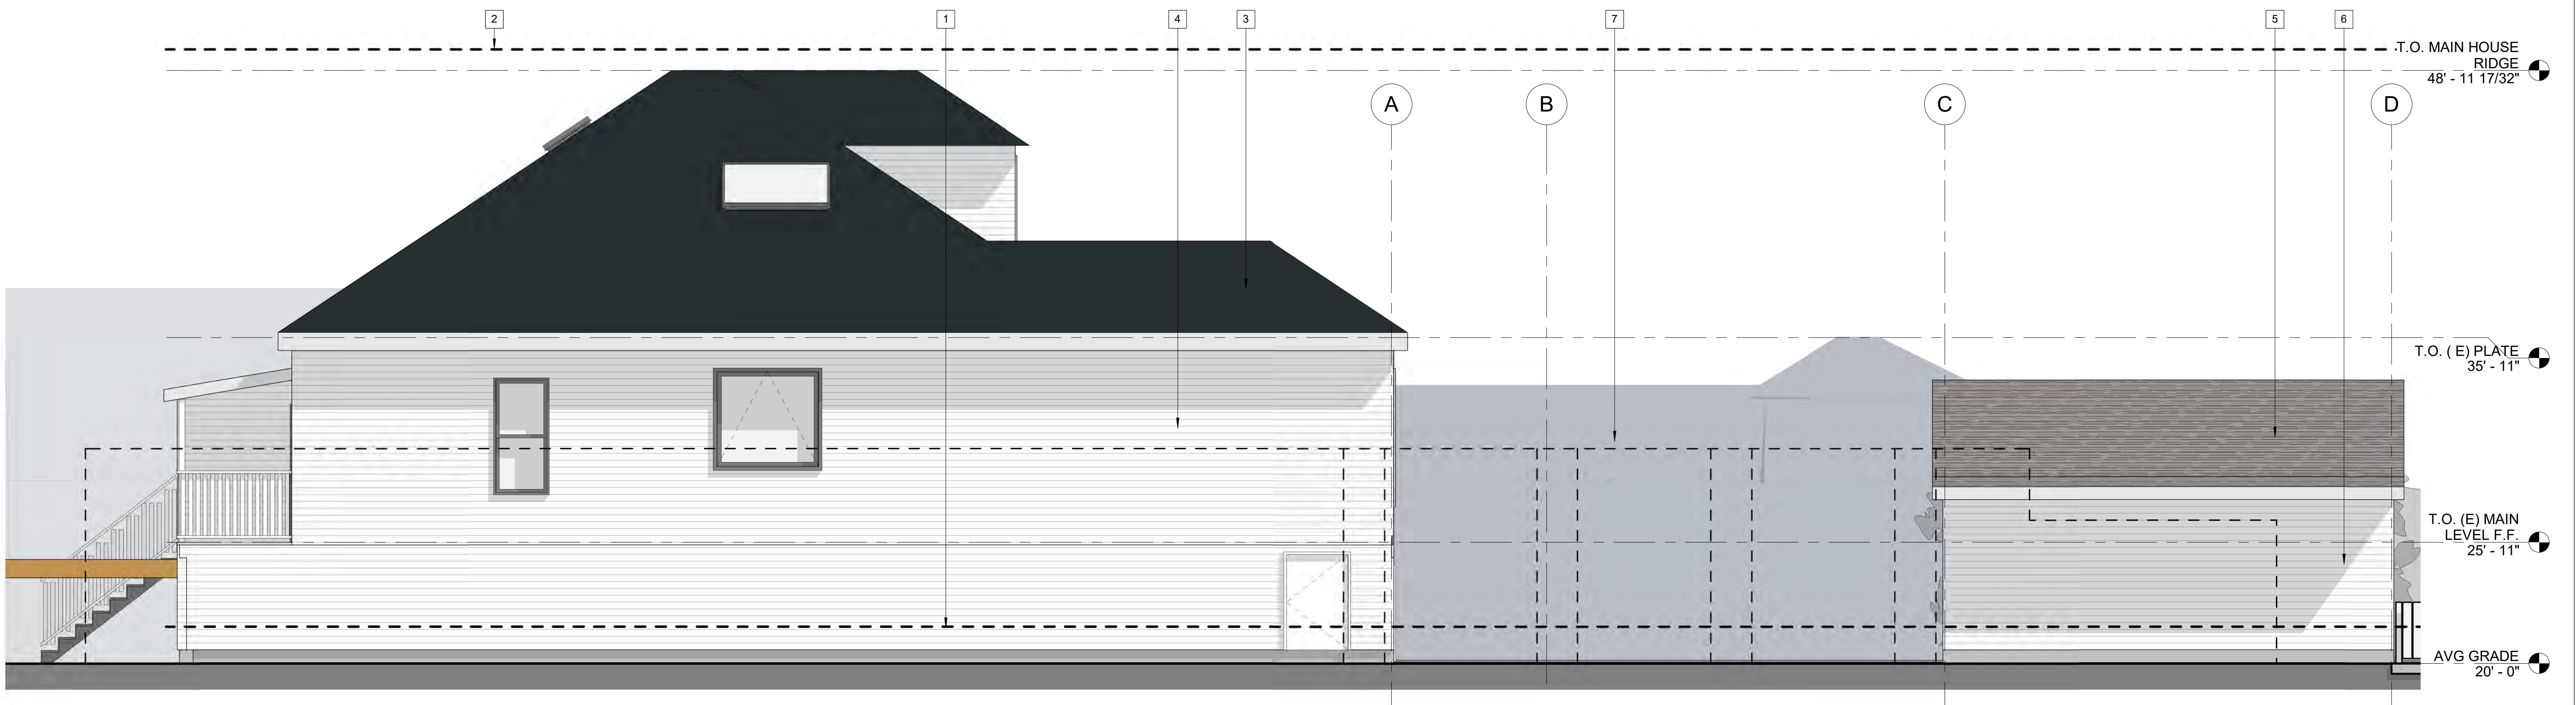 2
1
4
3
7
5
6
T.O. MAIN HOUSE
RIDGE
48' - 11 17/32"
A
B
C
D
T.O. ( E) PLATE
35' - 11"
T.O. (E) MAIN
LEVEL F.F.
25' - 11"
AVG GRADE
20' - 0"